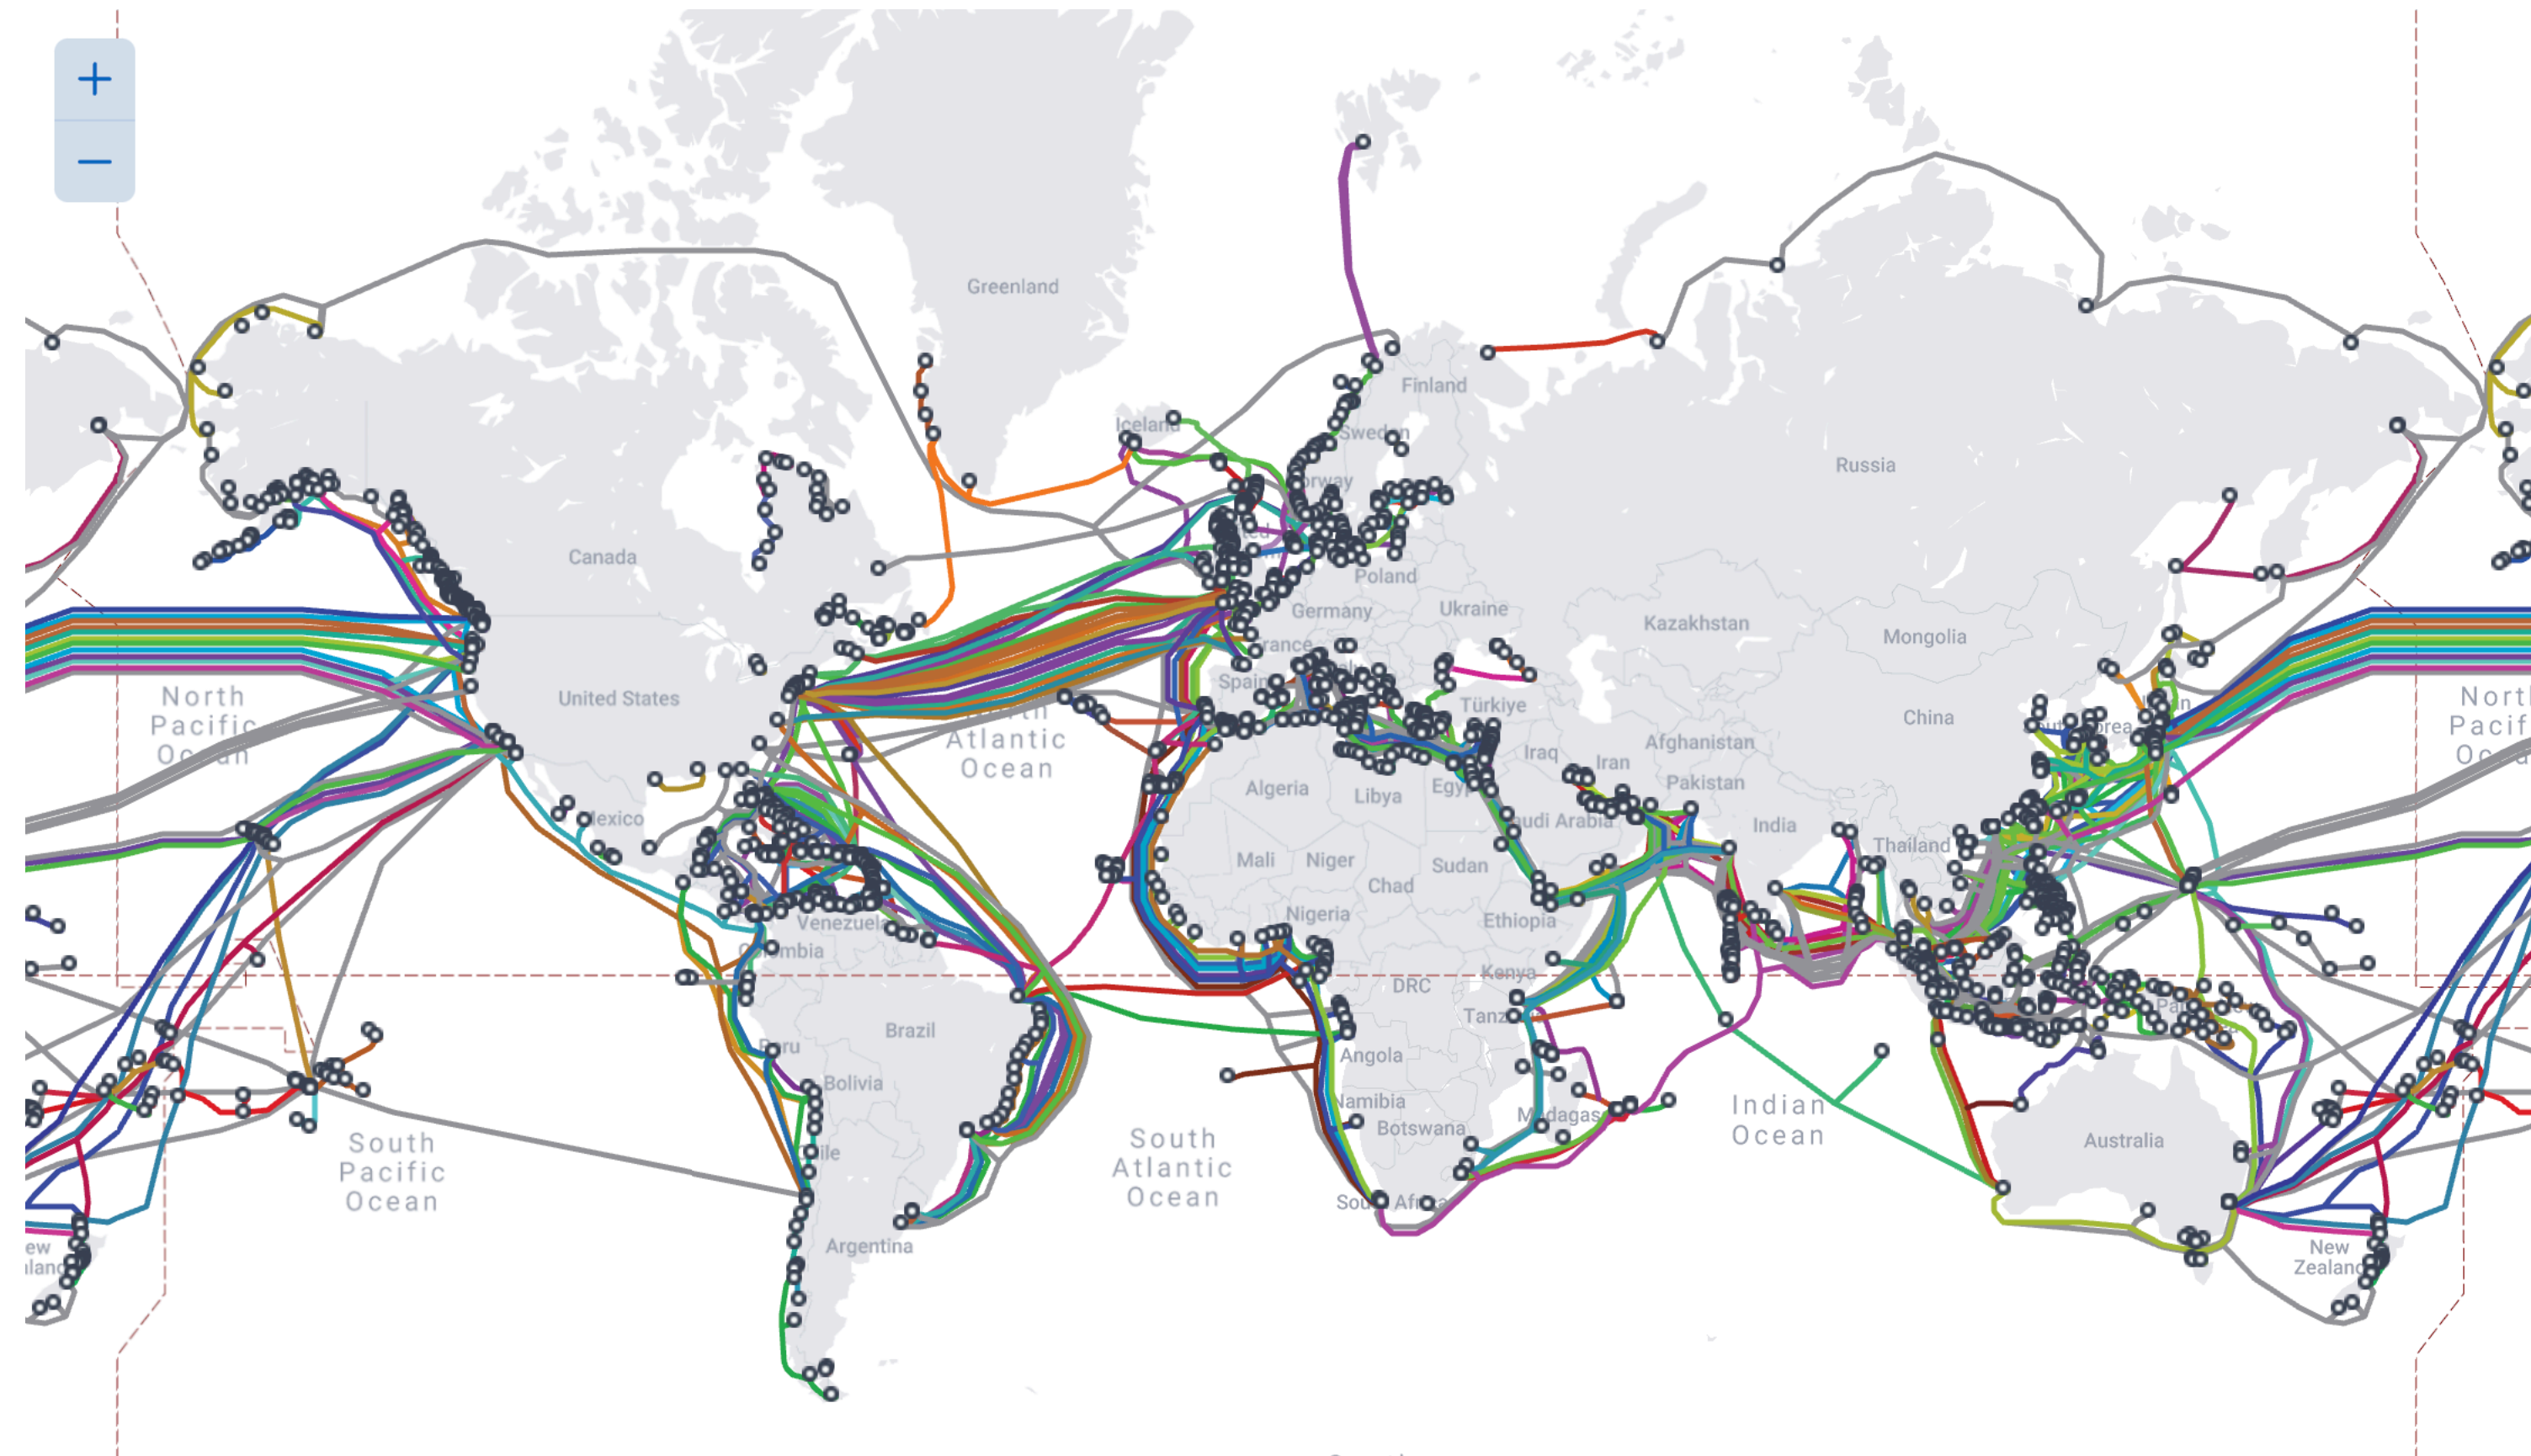 +
−
Greenland
Finland
Iceland
Sweden
Russia
Canada
Poland
Germany
Ukraine
Kazakhstan
Mongolia
North
Pacific
Ocean
United States
Spain
Türkiye
China
Atlantic
Ocean
Afghanistan
Iraq
Iran
Pakistan
Algeria
Libya
India
Thailand
Mali
Niger
Sudan
Chad
Nigeria
Ethiopia
Venezuela
Kenya
DRC
Brazil
Angola
Bolivia
Namibia
Botswana
Indian
Ocean
Australia
South
Pacific
Ocean
South
Atlantic
Ocean
Argentina
New
Zealand